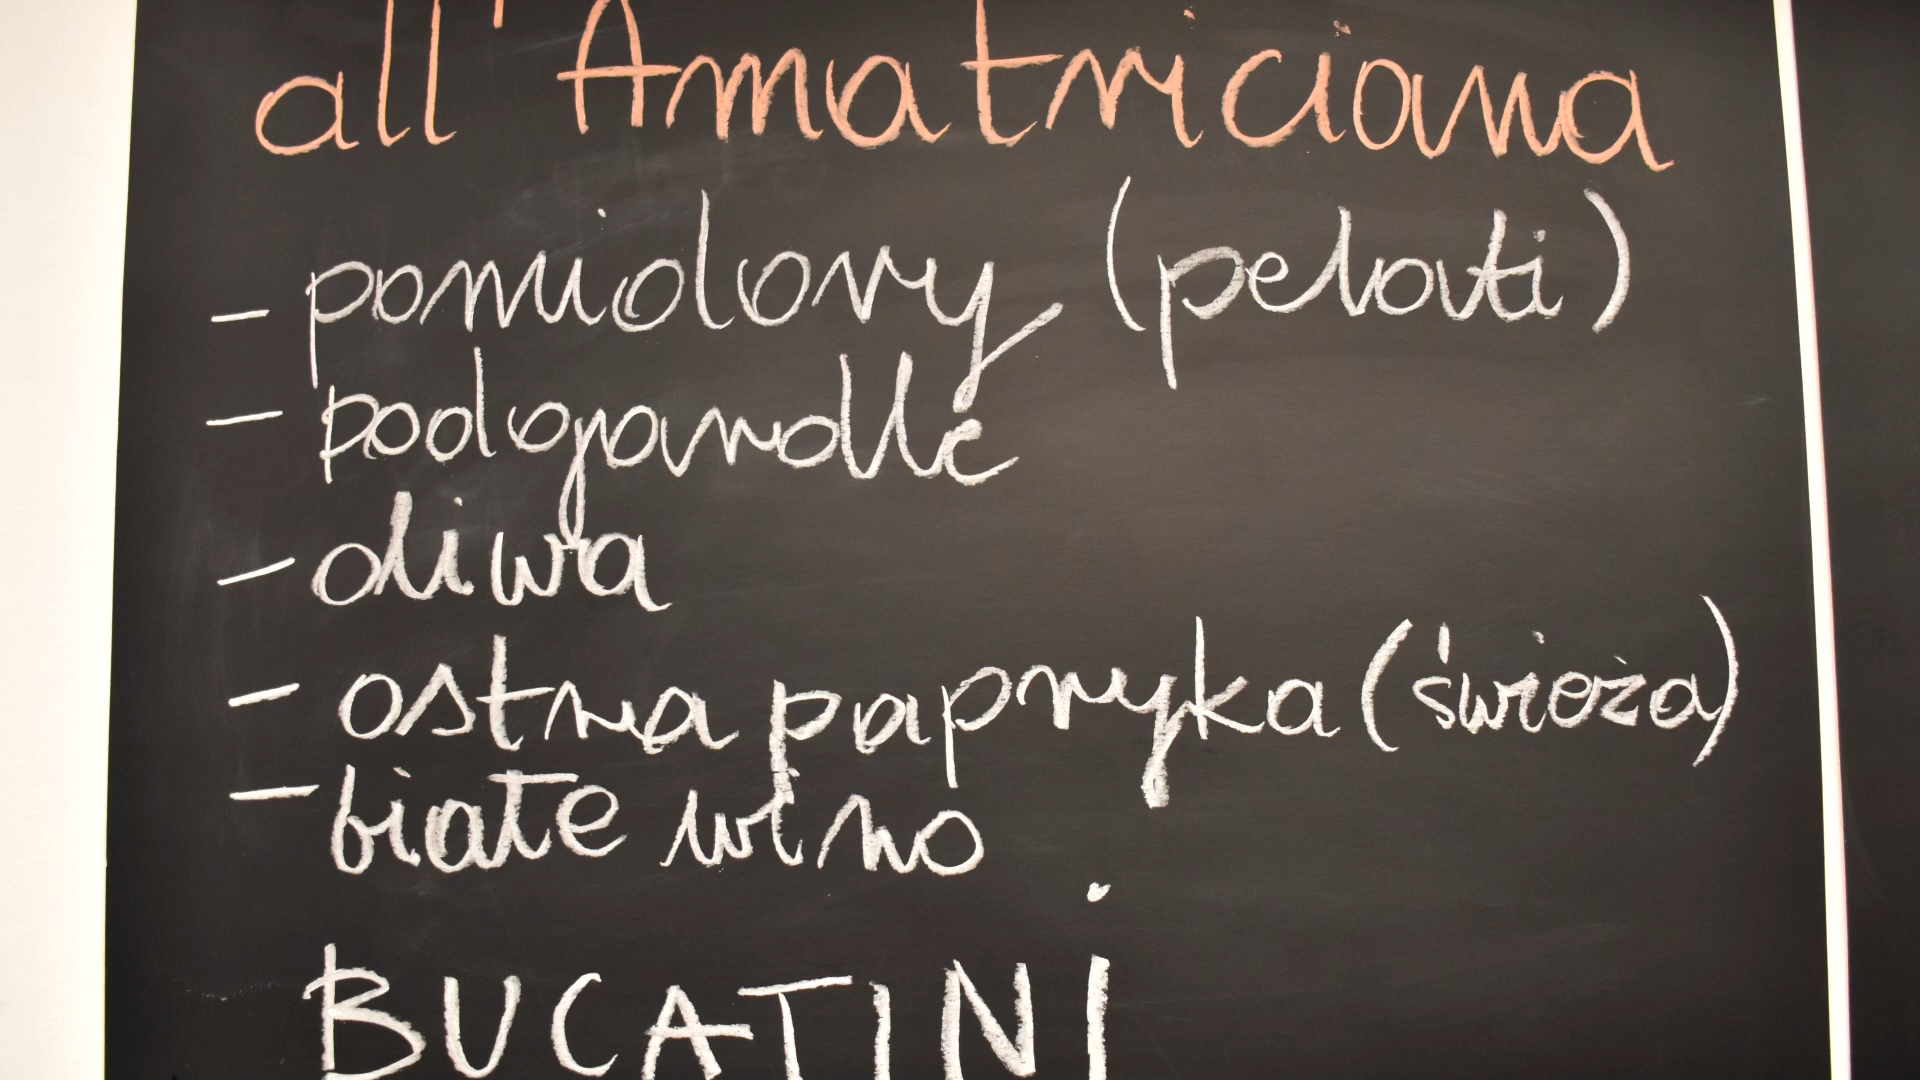 all'Amatriciana
- pomidory (pelati)
- podgardle
- oliwa
- ostra papryka (świeża)
- białe wino
BUCATINI